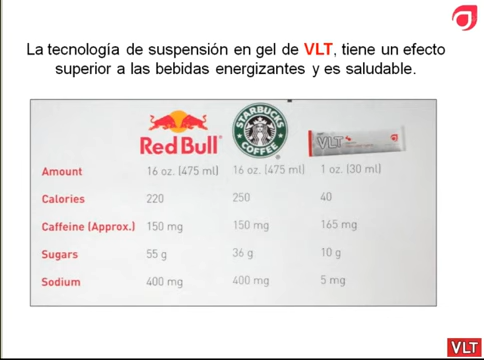 La tecnología de suspensión en gel de VLT, tiene un efecto
superior a las bebidas energizantes y es saludable.
Red Bull
STARBUCKS
COFFEE
VLT
Amount 16 oz. (475 ml) 16 oz. (475 ml) 1 oz. (30 ml)
Calories 220 250 40
Caffeine (Approx.) 150 mg 150 mg 165 mg
Sugars 55 g 36 g 10 g
Sodium 400 mg 400 mg 5 mg
VLT